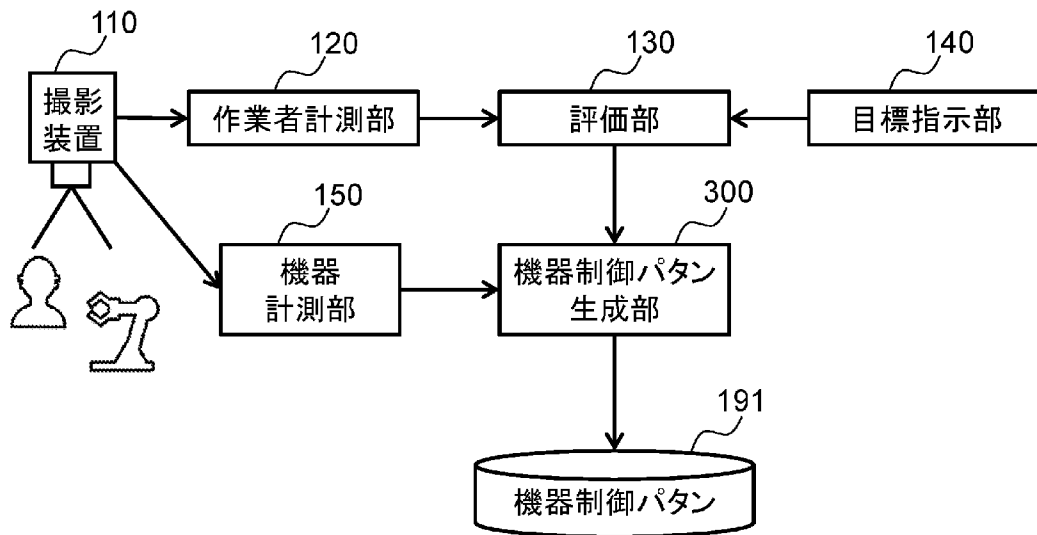 110
120
130
140
撮影
装置
作業者計測部
評価部
目標指示部
150
300
機器
計測部
機器制御パタン
生成部
191
機器制御パタン